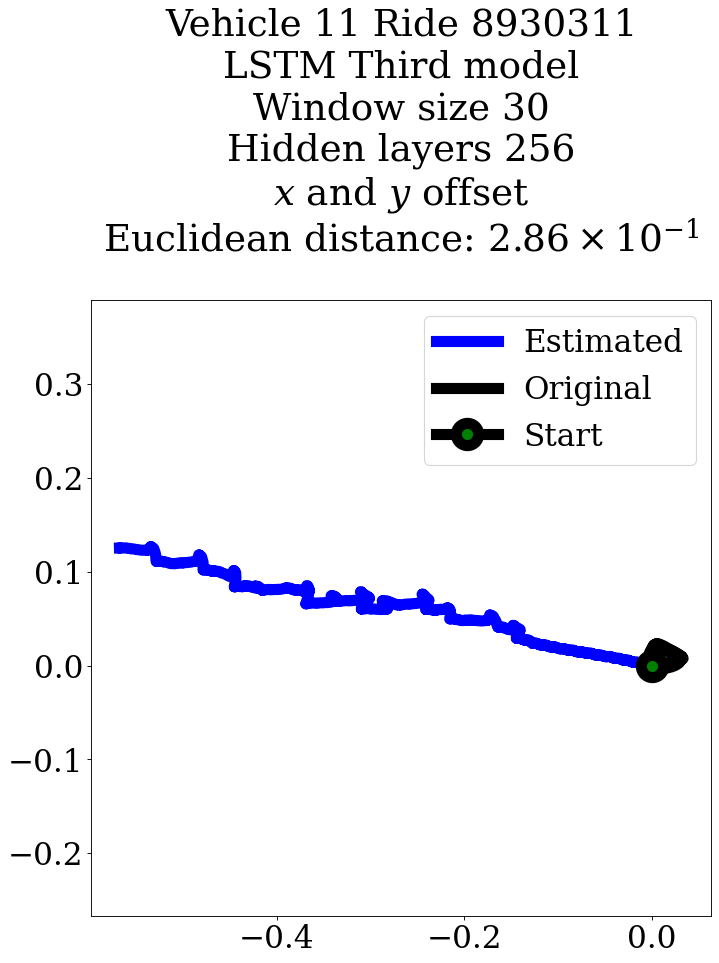 Vehicle 11 Ride 8930311
LSTM Third model
Window size 30
Hidden layers 256
x and y offset
Euclidean distance: 2.86 × 10⁻¹
Estimated
Original
Start
0.3
0.2
0.1
0.0
−0.1
−0.2
−0.4
−0.2
0.0